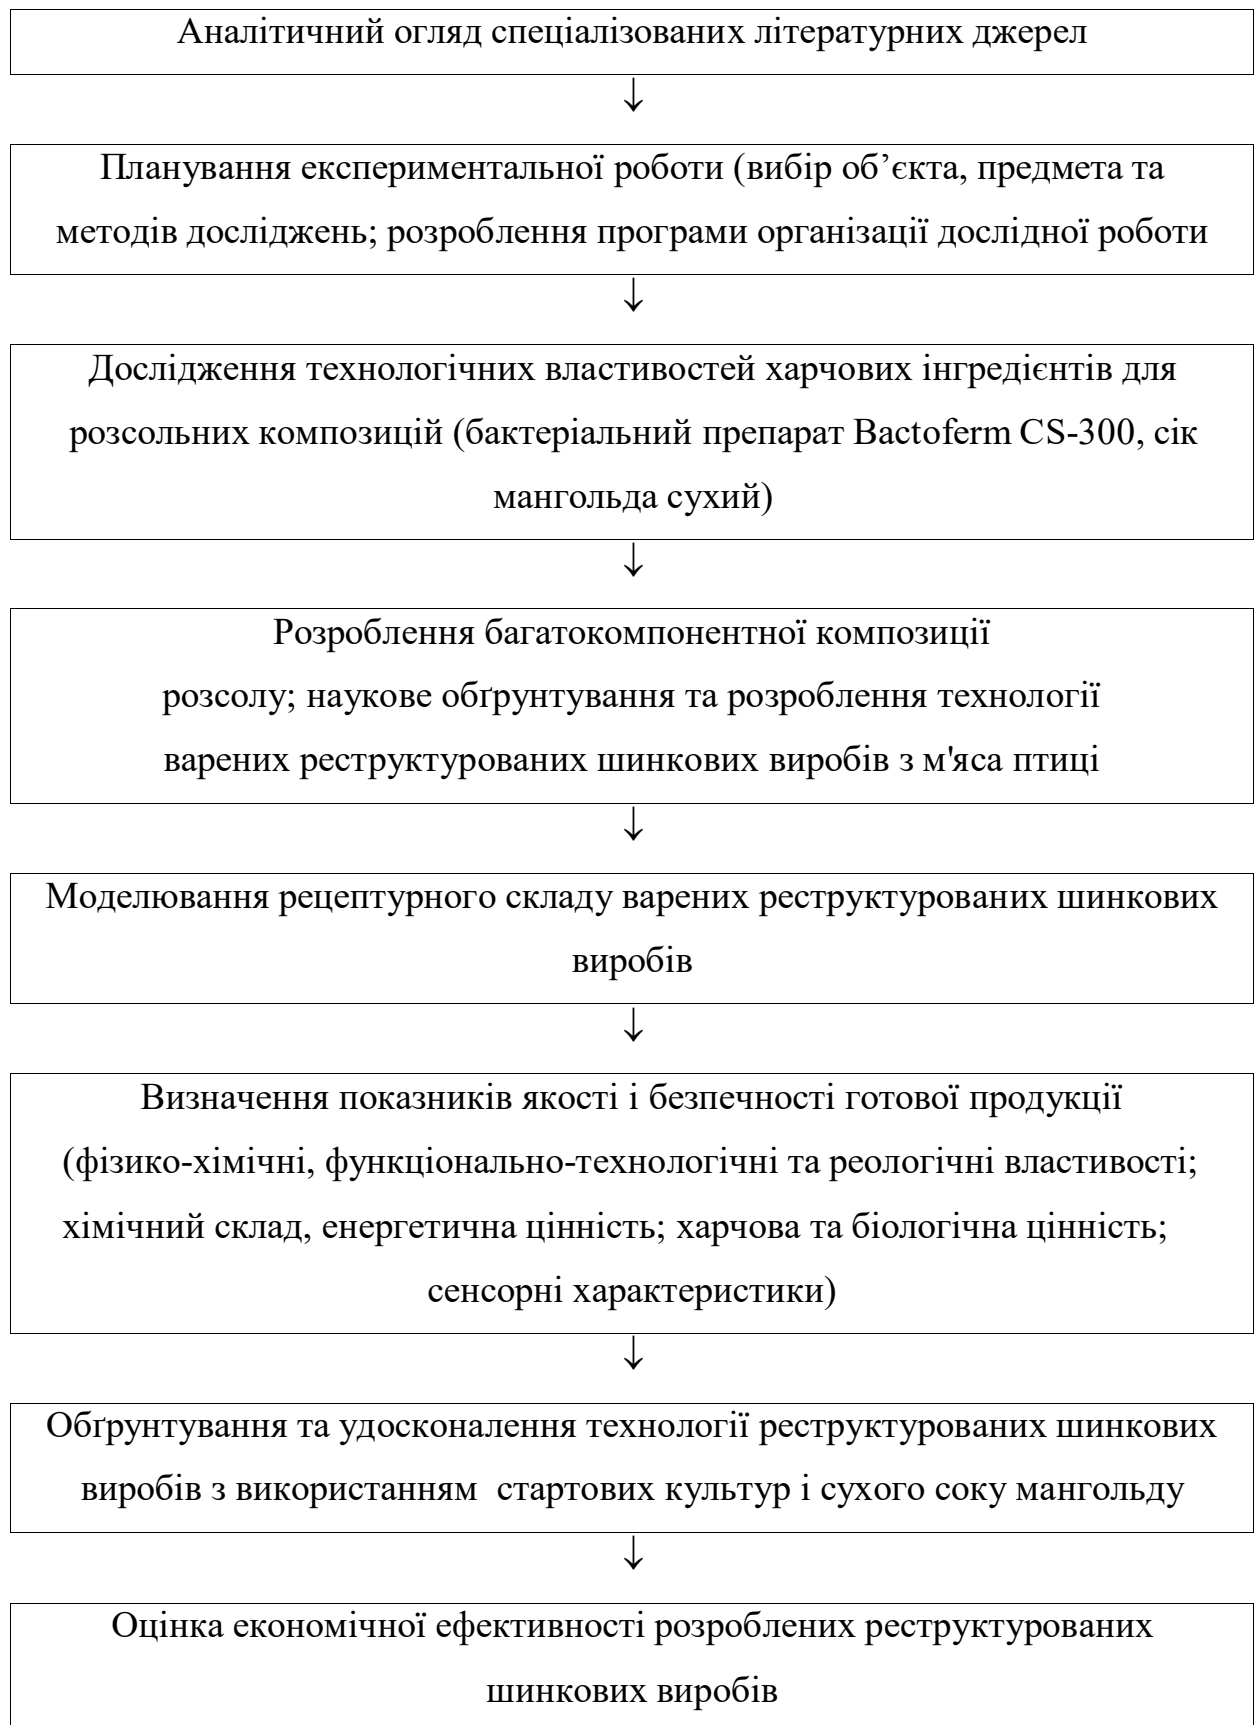 Аналітичний огляд спеціалізованих літературних джерел
↓
Планування експериментальної роботи (вибір об’єкта, предмета та
методів досліджень; розроблення програми організації дослідної роботи
↓
Дослідження технологічних властивостей харчових інгредієнтів для
розсольних композицій (бактеріальний препарат Bactoferm CS-300, сік
мангольда сухий)
↓
Розроблення багатокомпонентної композиції
розсолу; наукове обґрунтування та розроблення технології
варених реструктурованих шинкових виробів з м'яса птиці
↓
Моделювання рецептурного складу варених реструктурованих шинкових
виробів
↓
Визначення показників якості і безпечності готової продукції
(фізико-хімічні, функціонально-технологічні та реологічні властивості;
хімічний склад, енергетична цінність; харчова та біологічна цінність;
сенсорні характеристики)
↓
Обґрунтування та удосконалення технології реструктурованих шинкових
виробів з використанням  стартових культур і сухого соку мангольду
↓
Оцінка економічної ефективності розроблених реструктурованих
шинкових виробів